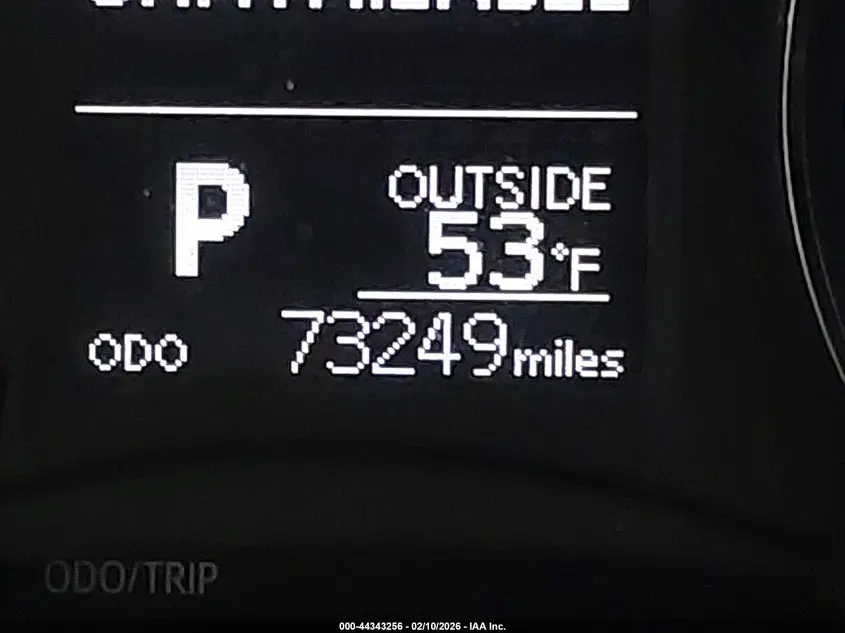 P
OUTSIDE
53°F
ODO 73249 miles
ODO/TRIP
000-44343256 - 02/10/2026 - IAA Inc.